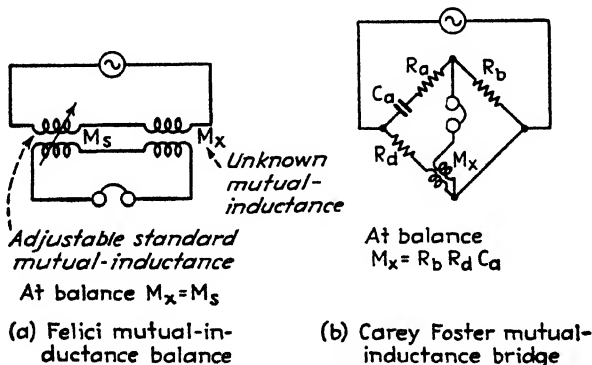 Ms
Mx
Unknown
mutual-
inductance
Adjustable standard
mutual-inductance
At balance Mx=Ms
(a) Felici mutual-in-
ductance balance
Ra
Rb
Ca
Rd
Mx
At balance
Mx= Rb Rd Ca
(b) Carey Foster mutual-
inductance bridge